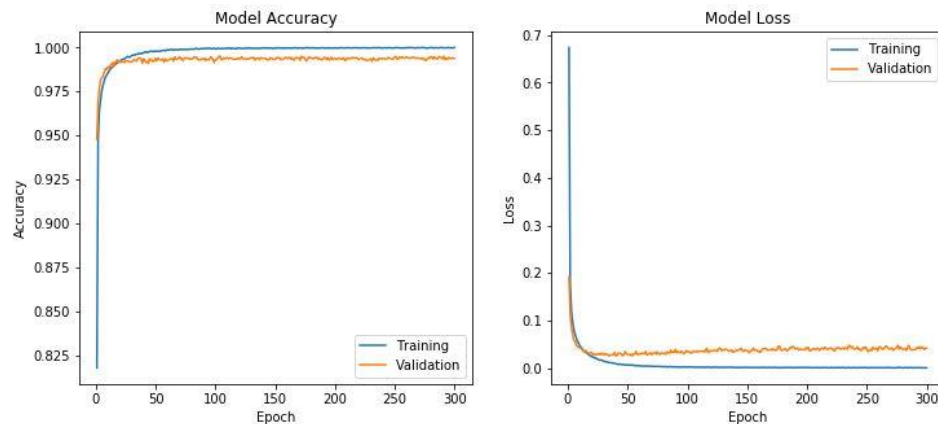 Model Accuracy
1.000
0.975
0.950
0.925
0.900
0.875
0.850
0.825
Accuracy
Training
Validation
0 50 100 150 200 250 300
Epoch
Model Loss
0.7
0.6
0.5
0.4
0.3
0.2
0.1
0.0
Loss
Training
Validation
0 50 100 150 200 250 300
Epoch